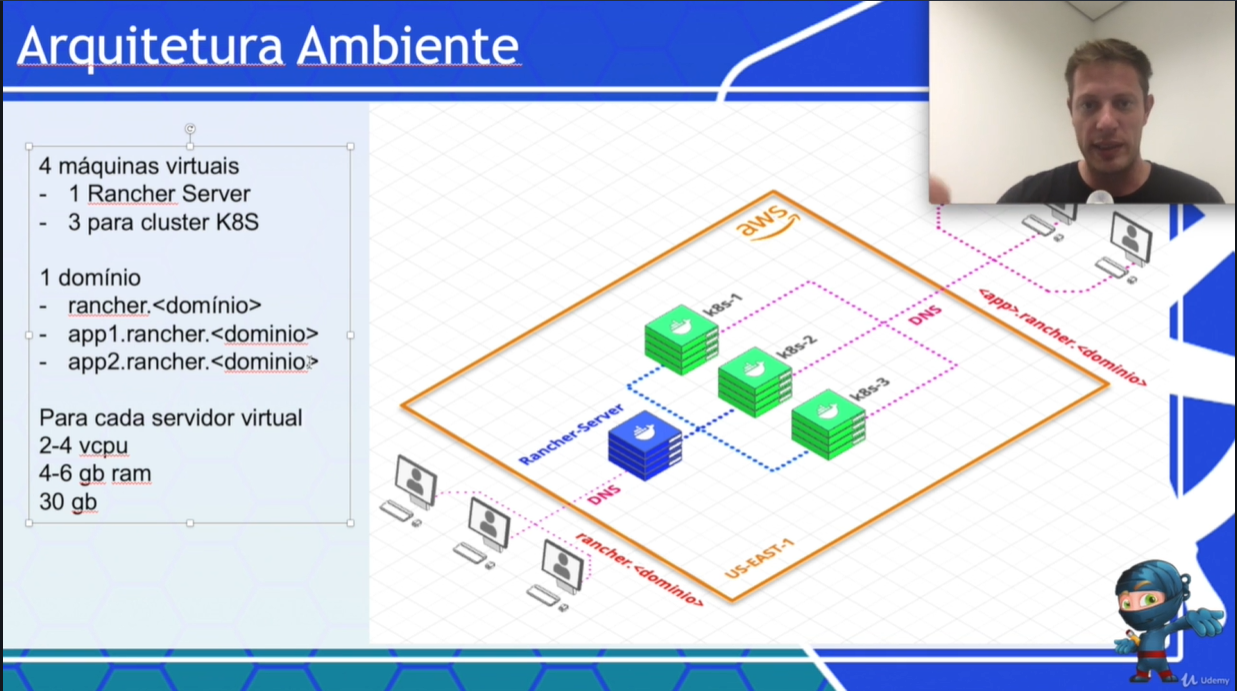 Arquitetura Ambiente
4 máquinas virtuais
- 1 Rancher Server
- 3 para cluster K8S
1 domínio
- rancher.<domínio>
- app1.rancher.<dominio>
- app2.rancher.<dominio>
Para cada servidor virtual
2-4 vcpu
4-6 gb ram
30 gb
aws
k8s-1
k8s-2
k8s-3
Rancher-Server
DNS
<app>.rancher.<dominio>
DNS
rancher.<dominio>
US-EAST-1
Udemy